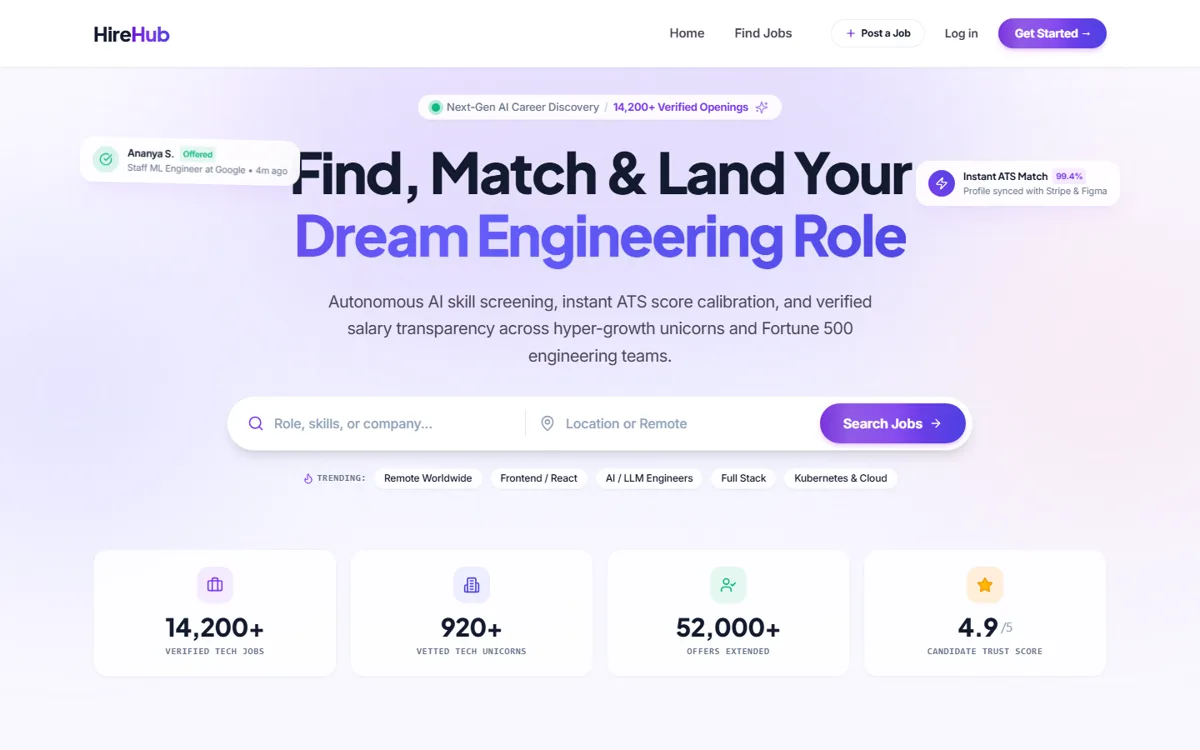 HireHub
Home
Find Jobs
+ Post a Job
Log in
Get Started →
Next-Gen AI Career Discovery / 14,200+ Verified Openings
Ananya S. Offered
Staff ML Engineer at Google • 4m ago
Find, Match & Land Your
Dream Engineering Role
Instant ATS Match 99.4%
Profile synced with Stripe & Figma
Autonomous AI skill screening, instant ATS score calibration, and verified
salary transparency across hyper-growth unicorns and Fortune 500
engineering teams.
Role, skills, or company...
Location or Remote
Search Jobs →
TRENDING:
Remote Worldwide
Frontend / React
AI / LLM Engineers
Full Stack
Kubernetes & Cloud
14,200+
VERIFIED TECH JOBS
920+
VETTED TECH UNICORNS
52,000+
OFFERS EXTENDED
4.9 /5
CANDIDATE TRUST SCORE